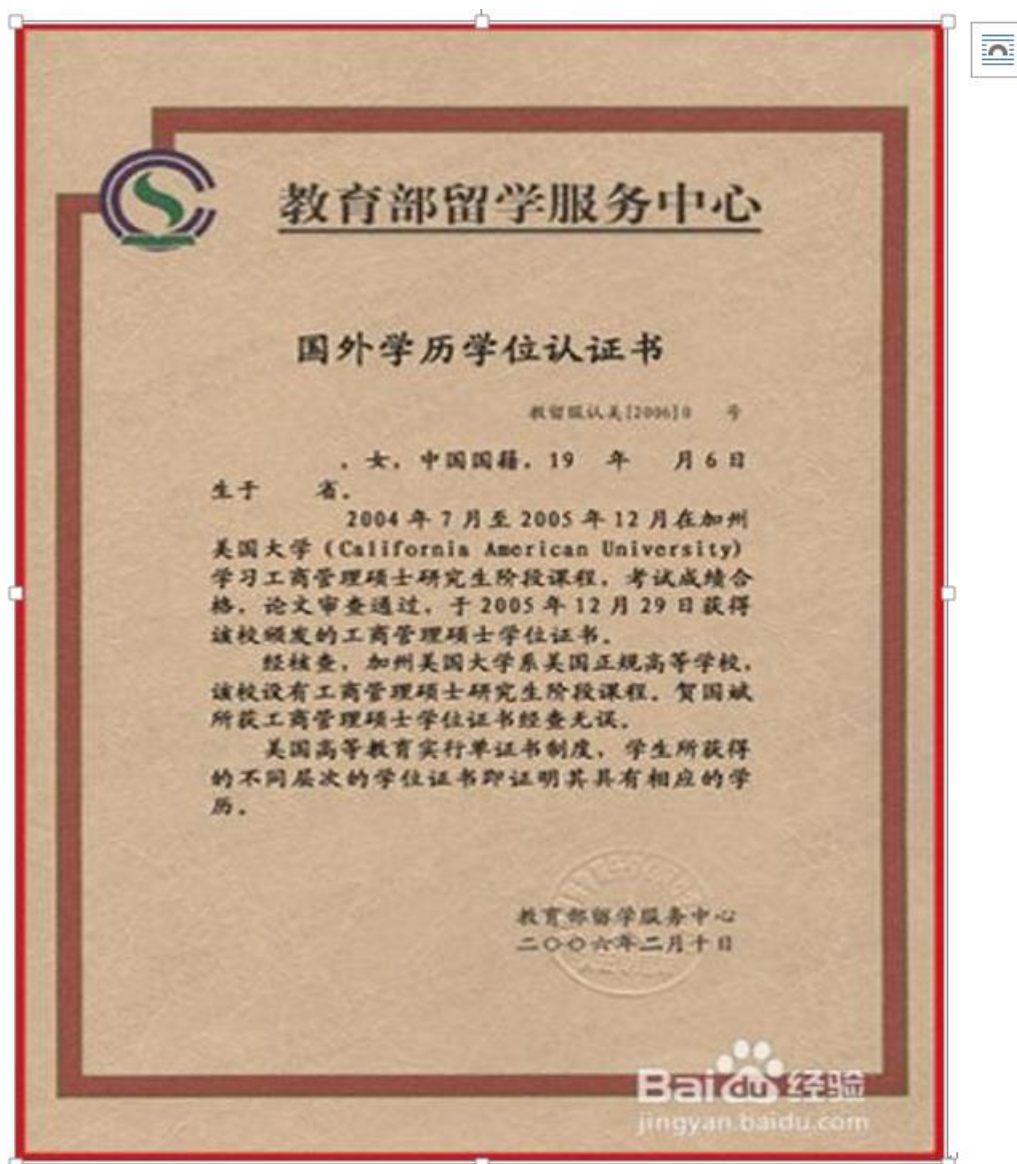 教育部留学服务中心
国外学历学位认证书
教留服认美[2006]0 号
，女，中国国籍，19 年 月6日
生于 省。
2004年7月至2005年12月在加州
美国大学（California American University）
学习工商管理硕士研究生阶段课程，考试成绩合
格，论文审查通过，于2005年12月29日获得
该校颁发的工商管理硕士学位证书。
经核查，加州美国大学系美国正规高等学校，
该校设有工商管理硕士研究生阶段课程。贺国斌
所获工商管理硕士学位证书经查无误。
美国高等教育实行单证书制度，学生所获得
的不同层次的学位证书即证明其具有相应的学
历。
教育部留学服务中心
二〇〇六年二月十日
Baidu 经验
jingyan.baidu.com